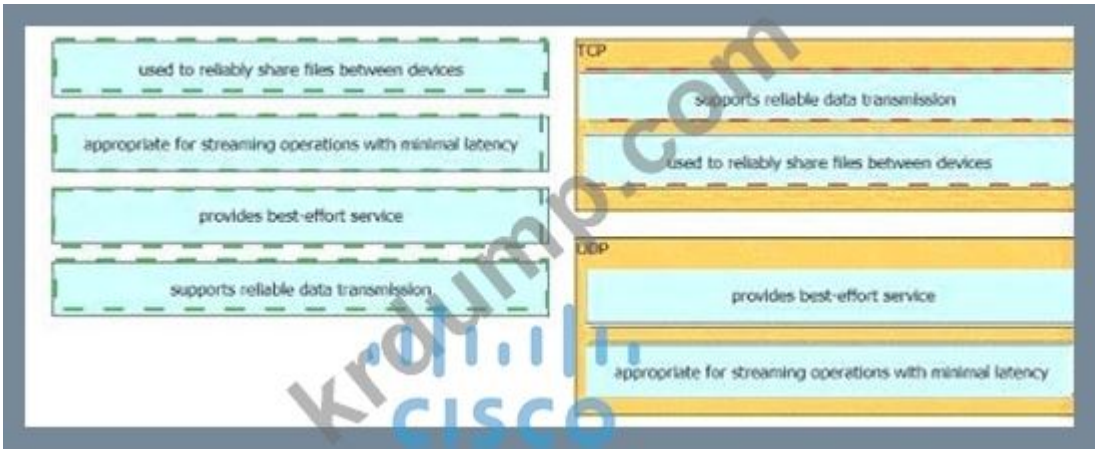 used to reliably share files between devices
appropriate for streaming operations with minimal latency
provides best-effort service
supports reliable data transmission
TCP
supports reliable data transmission
used to reliably share files between devices
UDP
provides best-effort service
appropriate for streaming operations with minimal latency
krdump.com
CISCO